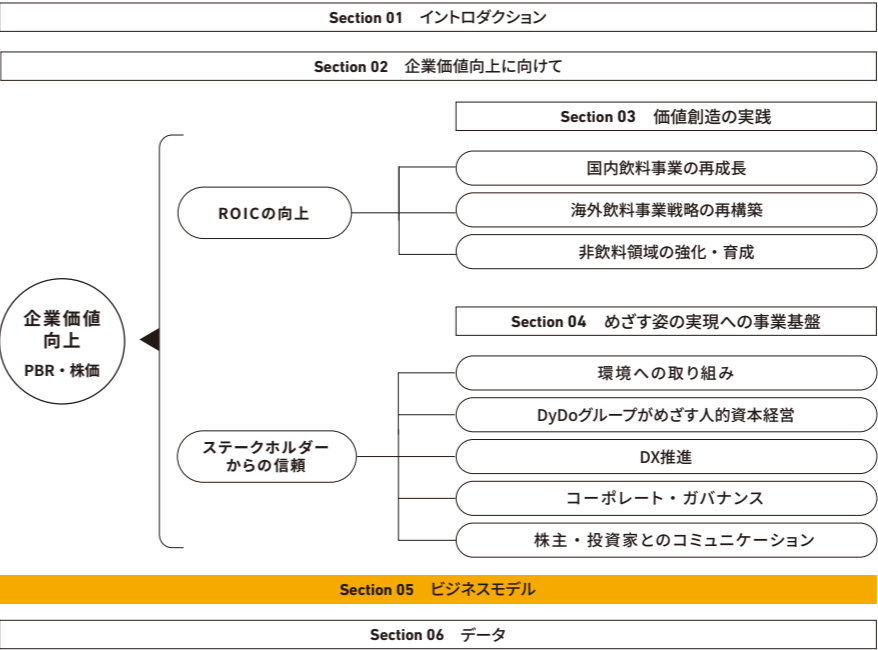 Section 01 イントロダクション
Section 02 企業価値向上に向けて
Section 03 価値創造の実践
国内飲料事業の再成長
ROICの向上
海外飲料事業戦略の再構築
非飲料領域の強化・育成
企業価値
向上
PBR・株価
Section 04 めざす姿の実現への事業基盤
環境への取り組み
DyDoグループがめざす人的資本経営
ステークホルダー
からの信頼
DX推進
コーポレート・ガバナンス
株主・投資家とのコミュニケーション
Section 05 ビジネスモデル
Section 06 データ